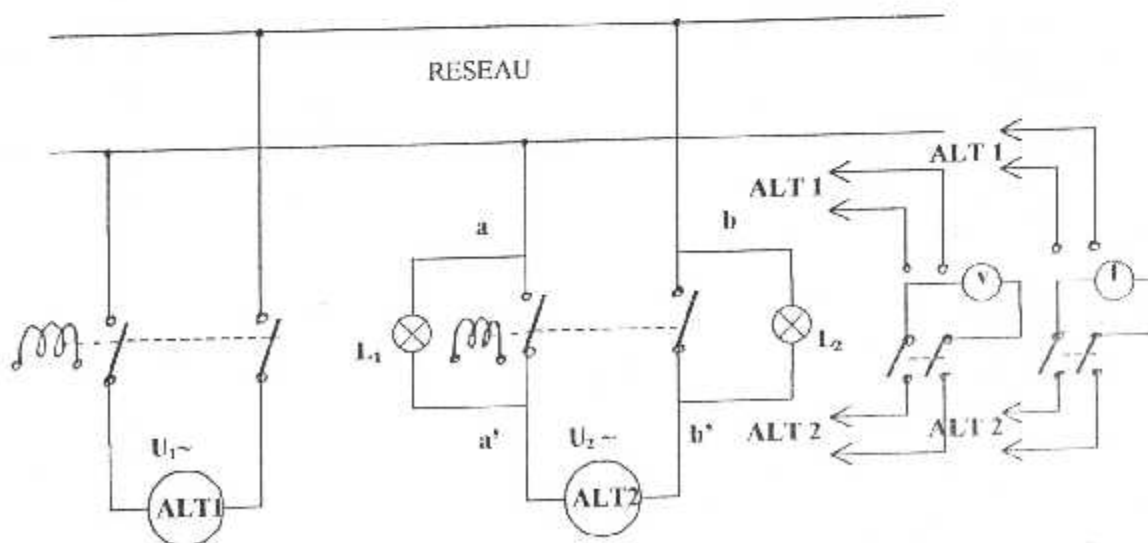 RESEAU
ALT 1
ALT 1
a
b
L1
L2
v
f
U1~
a'
U2 ~
b'
ALT 2
ALT 2
ALT1
ALT2